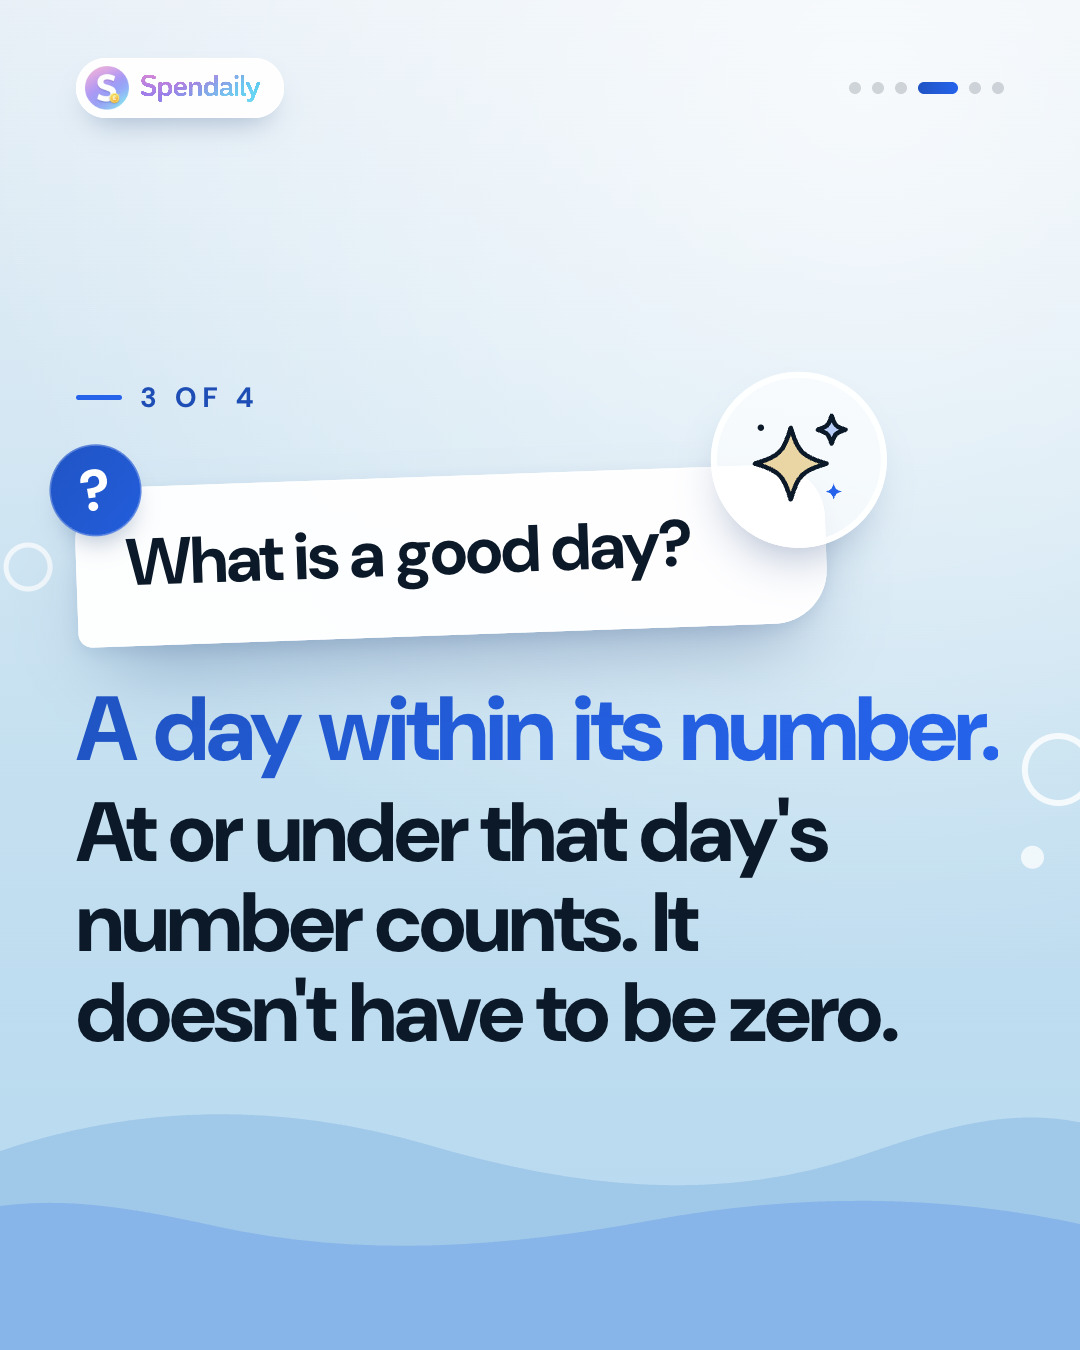 Spendaily
3 OF 4
?
What is a good day?
A day within its number.
At or under that day's
number counts. It
doesn't have to be zero.